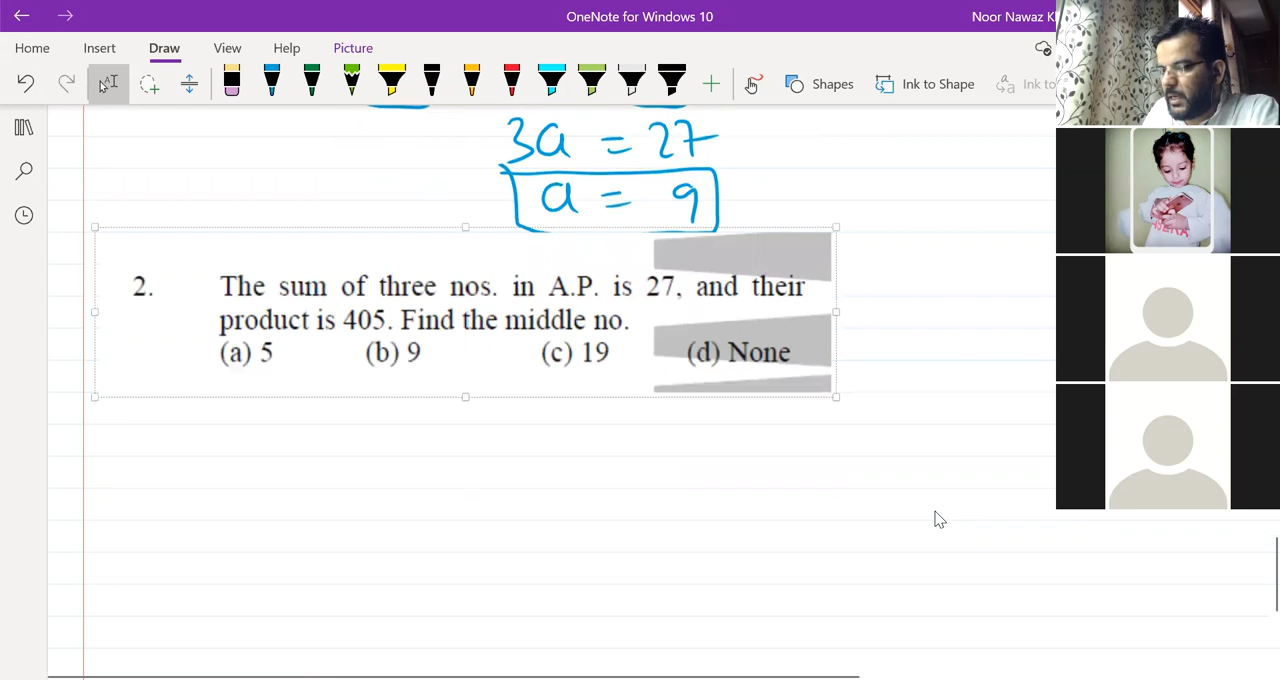 OneNote for Windows 10
Noor Nawaz
Home Insert Draw View Help Picture
Shapes Ink to Shape Ink to
3a = 27
a = 9
2. The sum of three nos. in A.P. is 27, and their
product is 405. Find the middle no.
(a) 5 (b) 9 (c) 19 (d) None